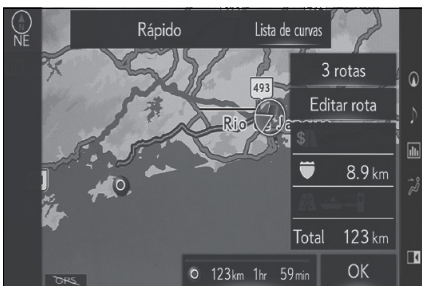 NE
Rápido
Lista de curvas
3 rotas
493
Editar rota
Rio
$
8.9 km
Total 123 km
123km 1hr 59min
OK
GPS